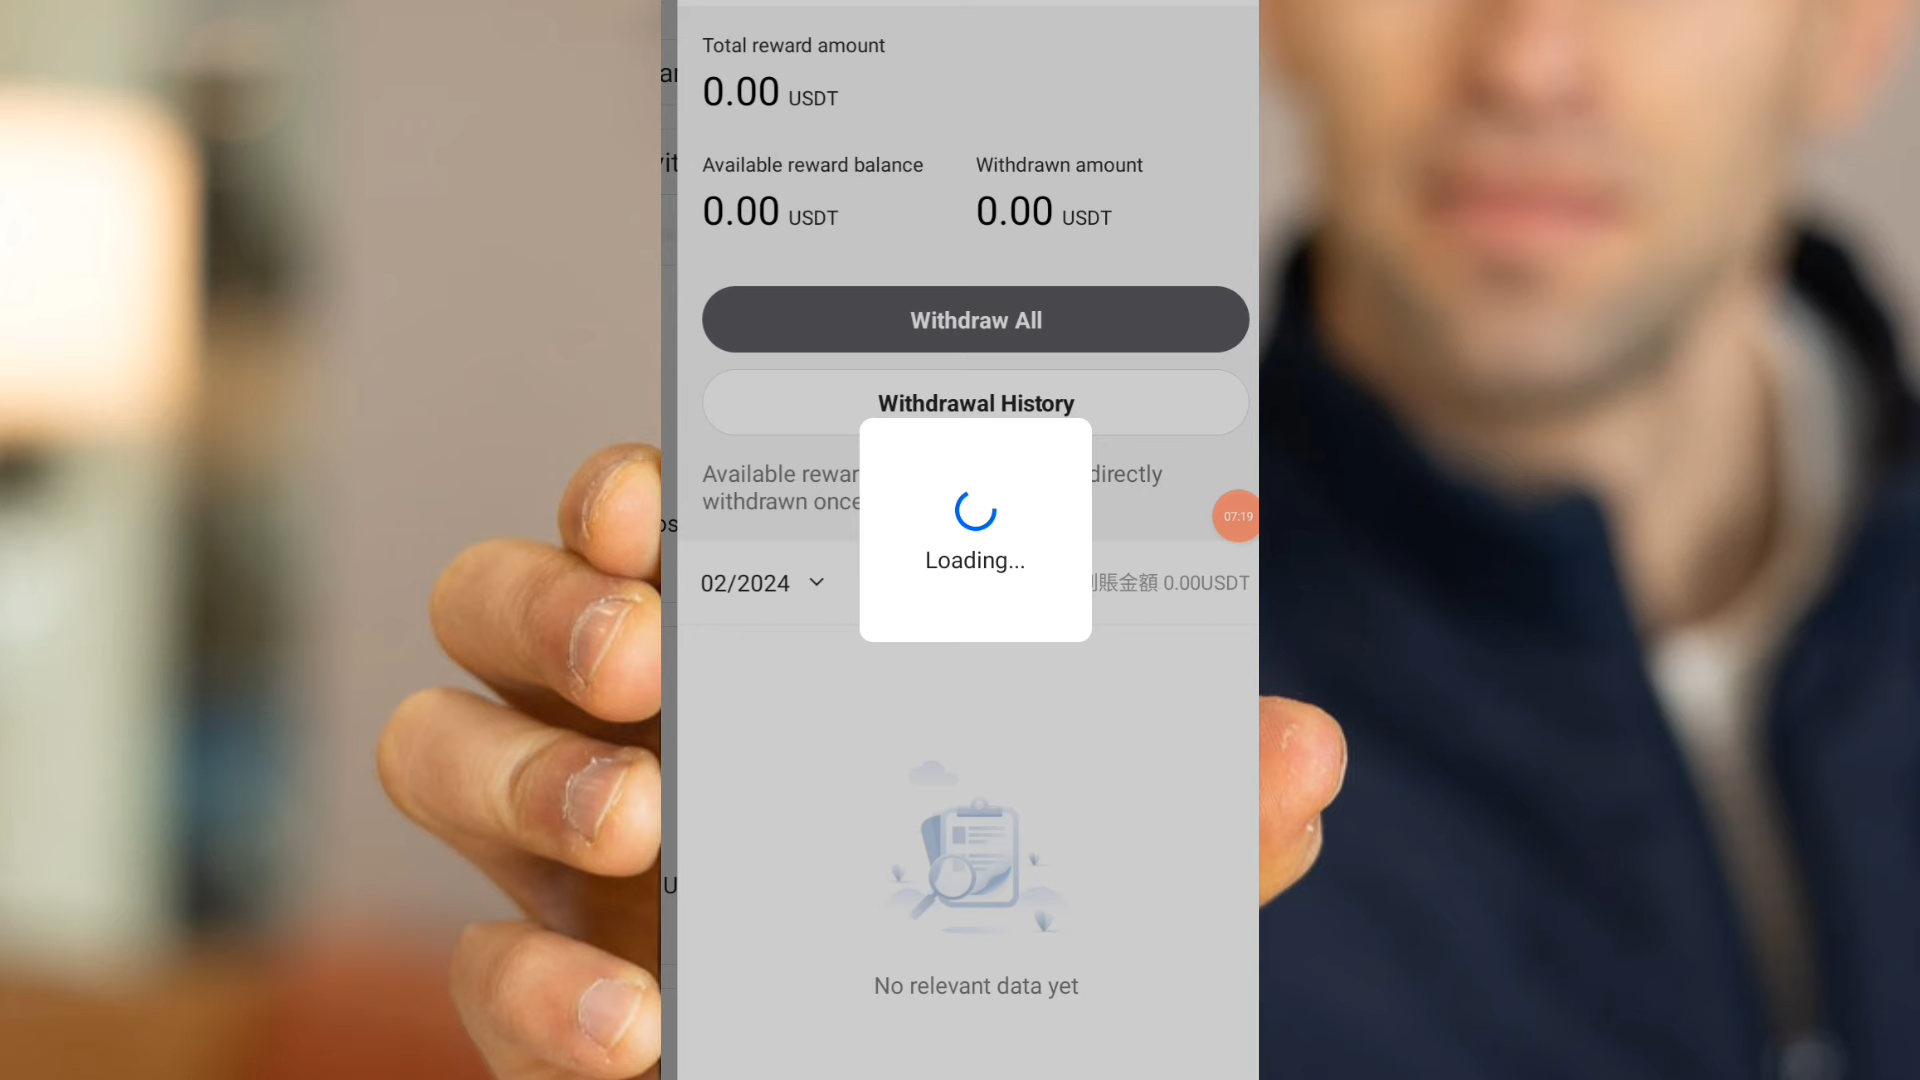 Total reward amount
0.00 USDT
Available reward balance
Withdrawn amount
0.00 USDT
0.00 USDT
Withdraw All
Withdrawal History
Available
directly
withdrawn once
Loading...
07:19
02/2024
賬金額 0.00USDT
No relevant data yet